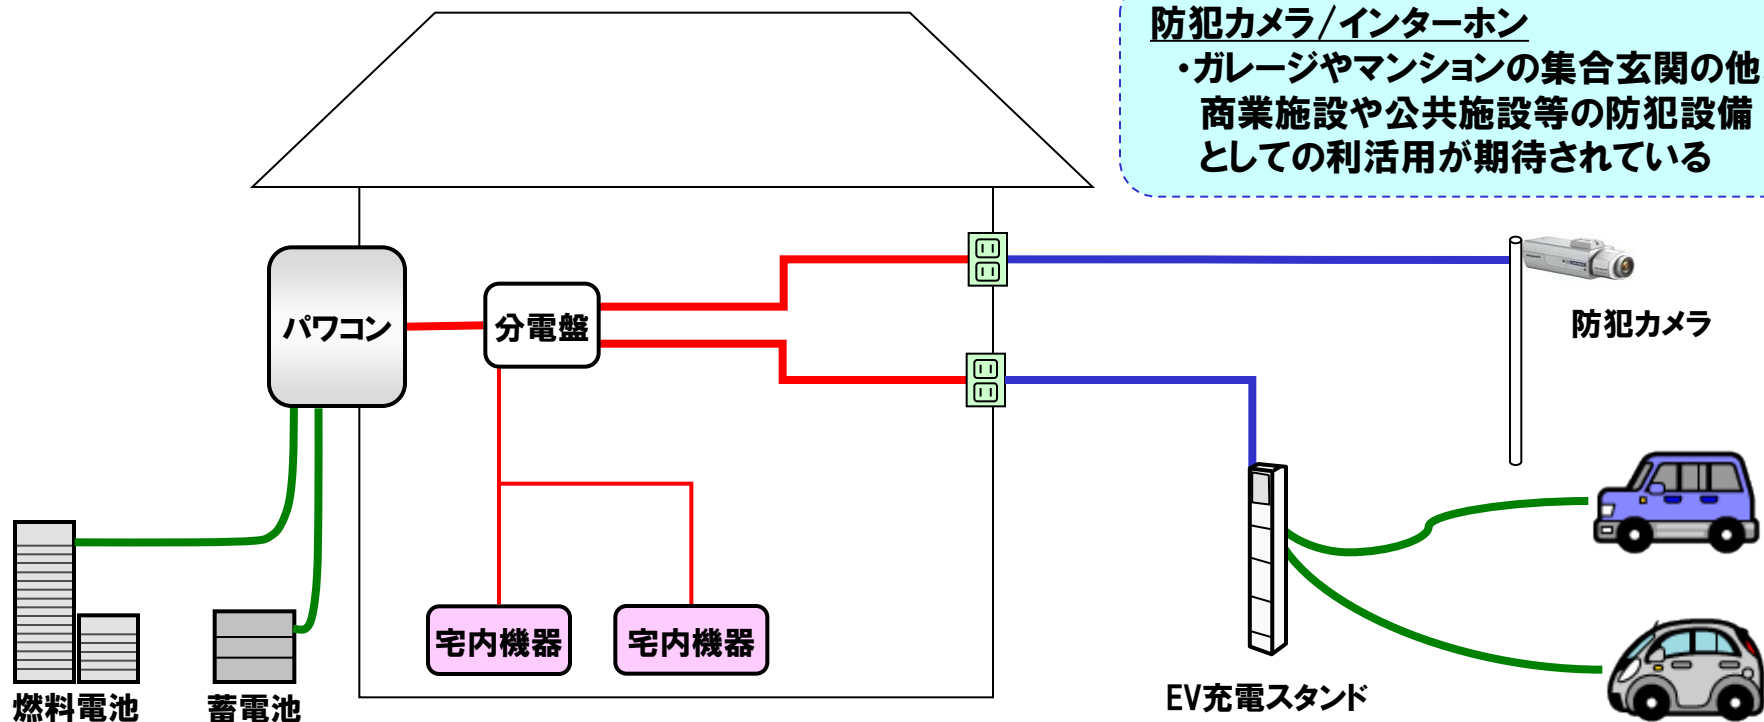 防犯カメラ/インターホン
・ガレージやマンションの集合玄関の他
商業施設や公共施設等の防犯設備
としての利活用が期待されている
パワコン
分電盤
防犯カメラ
宅内機器
宅内機器
燃料電池
蓄電池
EV充電スタンド